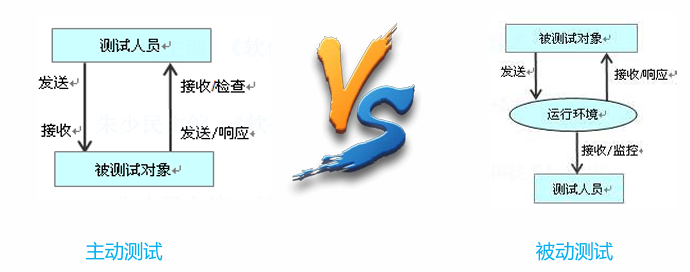 测试人员
发送
接收/检查
接收
发送/响应
被测试对象
主动测试
VS
被测试对象
发送
接收/响应
运行环境
接收/监控
测试人员
被动测试